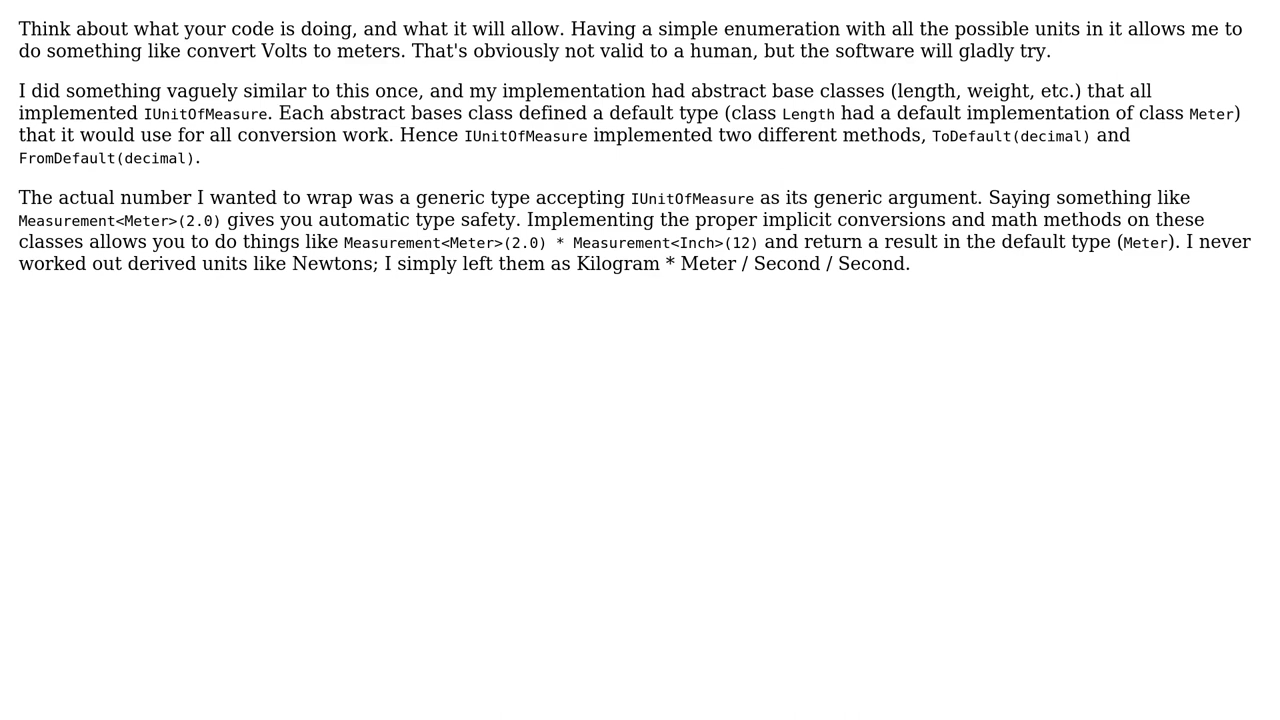 Think about what your code is doing, and what it will allow. Having a simple enumeration with all the possible units in it allows me to
do something like convert Volts to meters. That's obviously not valid to a human, but the software will gladly try.
I did something vaguely similar to this once, and my implementation had abstract base classes (length, weight, etc.) that all
implemented IUnitOfMeasure. Each abstract bases class defined a default type (class Length had a default implementation of class Meter)
that it would use for all conversion work. Hence IUnitOfMeasure implemented two different methods, ToDefault(decimal) and
FromDefault(decimal).
The actual number I wanted to wrap was a generic type accepting IUnitOfMeasure as its generic argument. Saying something like
Measurement<Meter>(2.0) gives you automatic type safety. Implementing the proper implicit conversions and math methods on these
classes allows you to do things like Measurement<Meter>(2.0) * Measurement<Inch>(12) and return a result in the default type (Meter). I never
worked out derived units like Newtons; I simply left them as Kilogram * Meter / Second / Second.